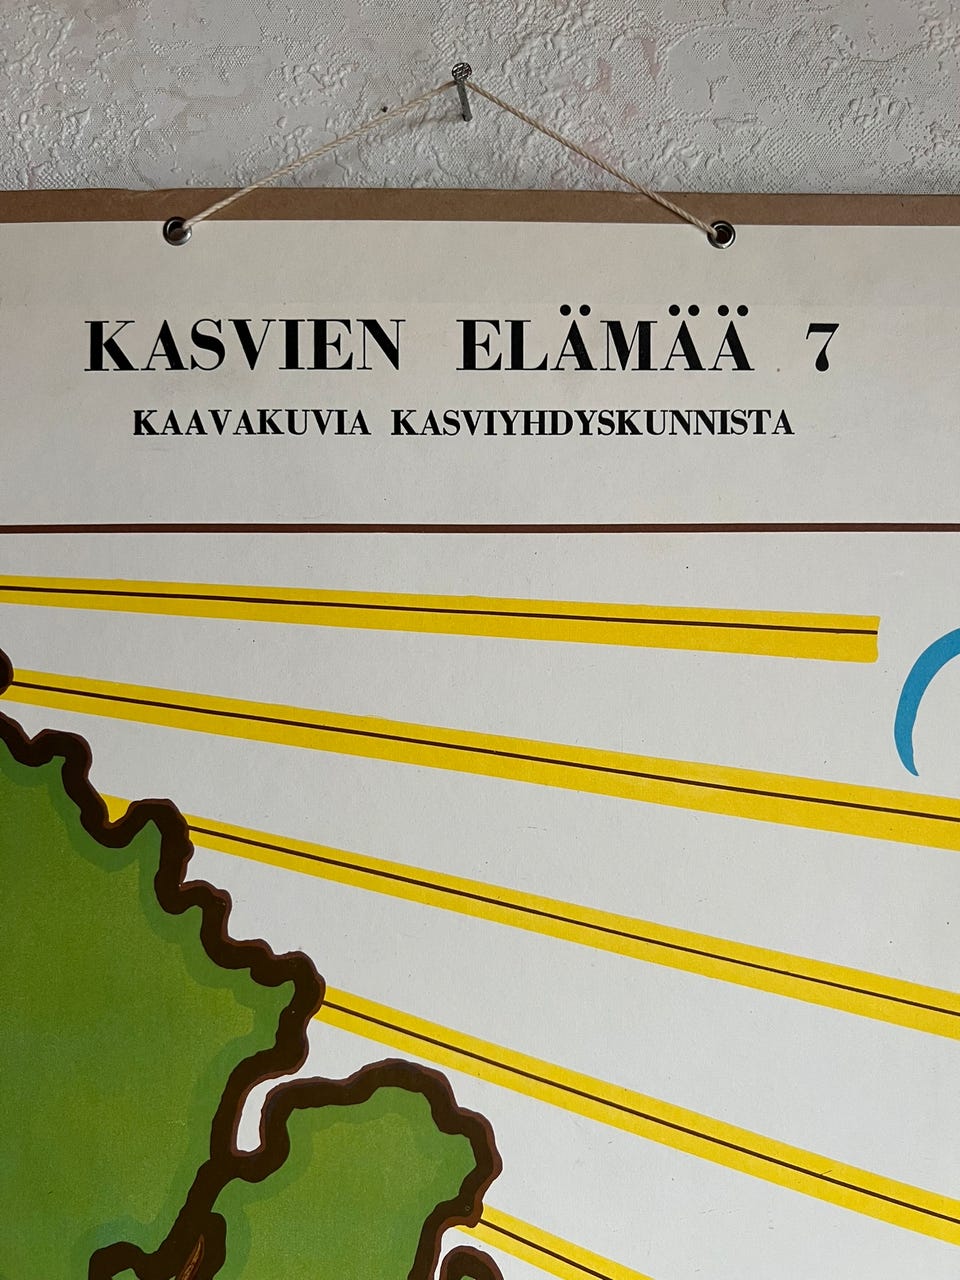 KASVIEN ELÄMÄÄ 7
KAAVAKUVIA KASVIYHDYSKUNNISTA